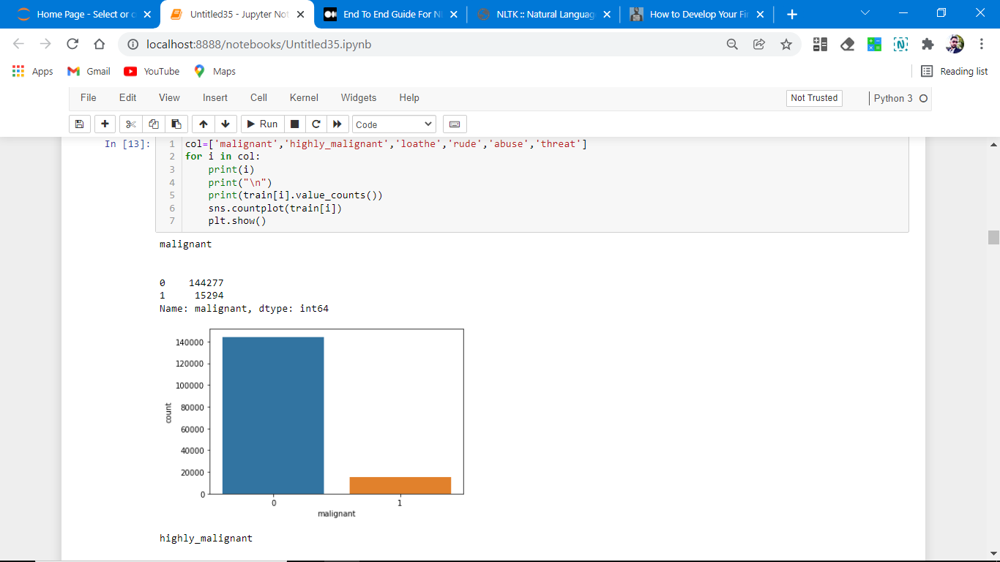 Home Page - Select or c
Untitled35 - Jupyter Not
End To End Guide For N
NLTK :: Natural Languag
How to Develop Your Fir
localhost:8888/notebooks/Untitled35.ipynb
Apps Gmail YouTube Maps Reading list
File Edit View Insert Cell Kernel Widgets Help Not Trusted Python 3
Run Code
In [13]:
1 col=['malignant','highly_malignant','loathe','rude','abuse','threat']
2 for i in col:
3     print(i)
4     print("\n")
5     print(train[i].value_counts())
6     sns.countplot(train[i])
7     plt.show()
malignant
0    144277
1     15294
Name: malignant, dtype: int64
140000
120000
100000
80000
60000
40000
20000
0
count
0 1
malignant
highly_malignant